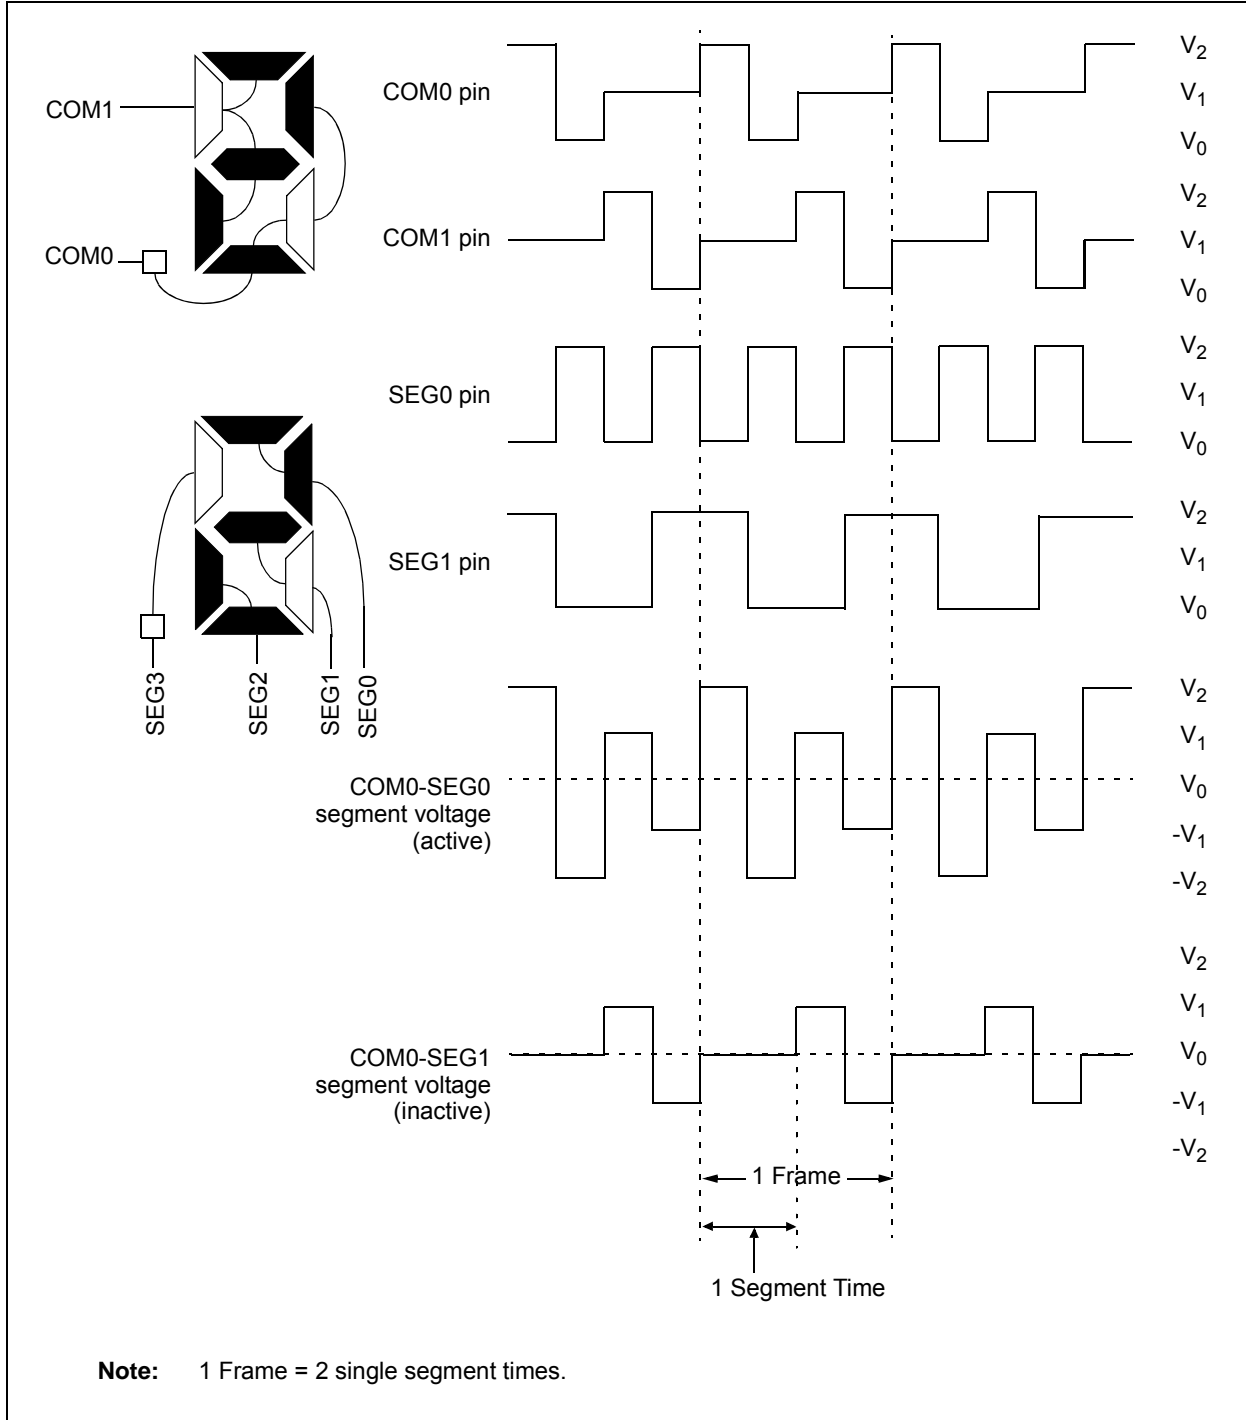 COM1
COM0
COM0 pin
V2
V1
V0
COM1 pin
V2
V1
V0
SEG0 pin
V2
V1
V0
SEG1 pin
V2
V1
V0
SEG3
SEG2
SEG1
SEG0
COM0-SEG0
segment voltage
(active)
V2
V1
V0
-V1
-V2
COM0-SEG1
segment voltage
(inactive)
V2
V1
V0
-V1
-V2
1 Frame
1 Segment Time
Note: 1 Frame = 2 single segment times.